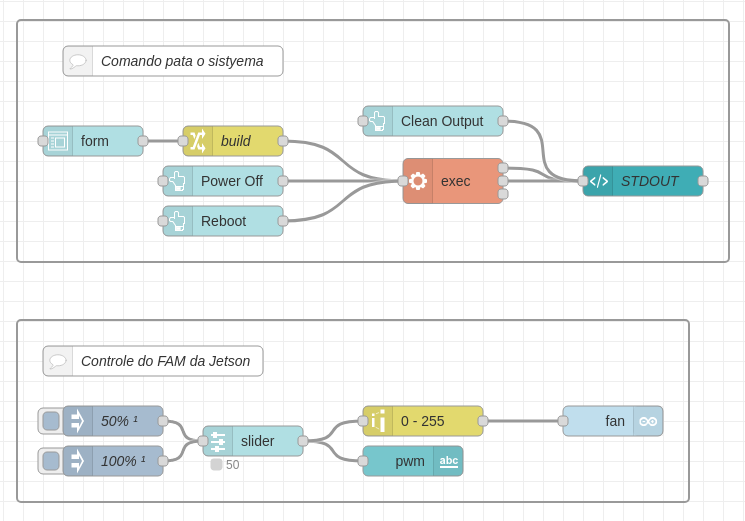 Comando pata o sistyema
Clean Output
form
build
Power Off
exec
STDOUT
Reboot
Controle do FAM da Jetson
50% ¹
0 - 255
fan
slider
100% ¹
pwm
abc
50